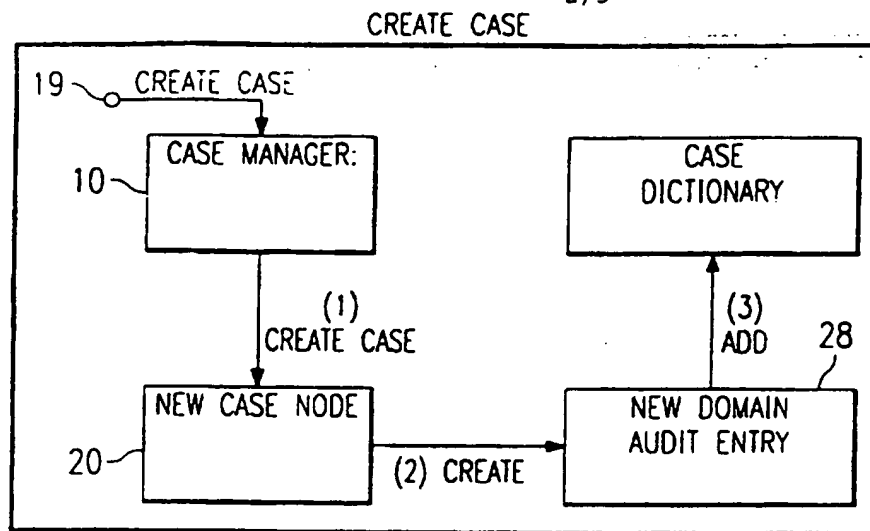 CREATE CASE
19
CREATE CASE
CASE MANAGER:
10
CASE
DICTIONARY
(1)
CREATE CASE
(3)
ADD
28
NEW CASE NODE
20
(2) CREATE
NEW DOMAIN
AUDIT ENTRY